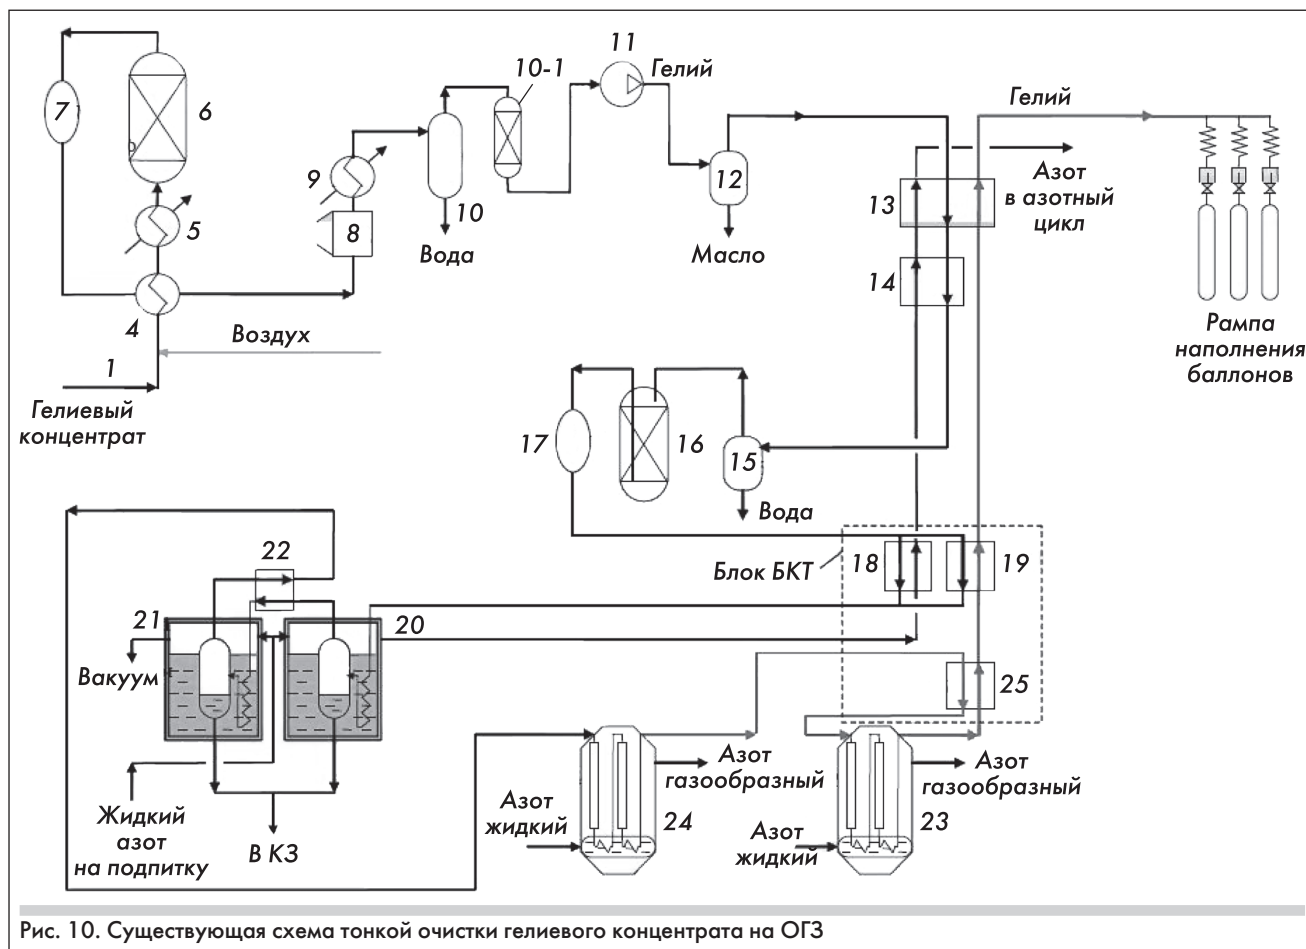 11
10-1
Гелий
Гелий
7
6
9
12
13
Азот
в азотный
цикл
5
8
10
Вода
Масло
14
4
Воздух
1
Гелиевый
концентрат
Рампа
наполнения
баллонов
17
16
15
Вода
22
Блок БКТ
18
19
21
20
Вакуум
25
Азот
газообразный
Азот
газообразный
Жидкий
азот
на подпитку
В КЗ
Азот
жидкий
24
Азот
жидкий
23
Рис. 10. Существующая схема тонкой очистки гелиевого концентрата на ОГЗ